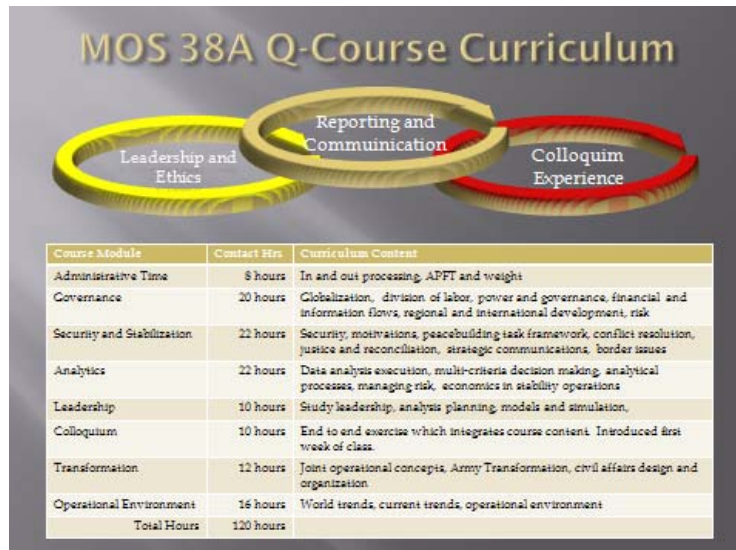 MOS 38A Q-Course Curriculum
Reporting and
Commuinication
Leadership and
Ethics
Colloquim
Experience
Course Module Contact Hrs Curriculum Content
Administrative Time 8 hours In and out processing, APFT and weight
Governance 20 hours Globalization, division of labor, power and governance, financial and
information flows, regional and international development, risk
Security and Stabilization 22 hours Security, motivations, peacebuilding task framework, conflict resolution,
justice and reconciliation, strategic communications, border issues
Analytics 22 hours Data analysis execution, multi-criteria decision making, analytical
processes, managing risk, economics in stability operations
Leadership 10 hours Study leadership, analysis planning, models and simulation,
Colloquium 10 hours End to end exercise which integrates course content. Introduced first
week of class.
Transformation 12 hours Joint operational concepts, Army Transformation, civil affairs design and
organization
Operational Environment 16 hours World trends, current trends, operational environment
Total Hours 120 hours